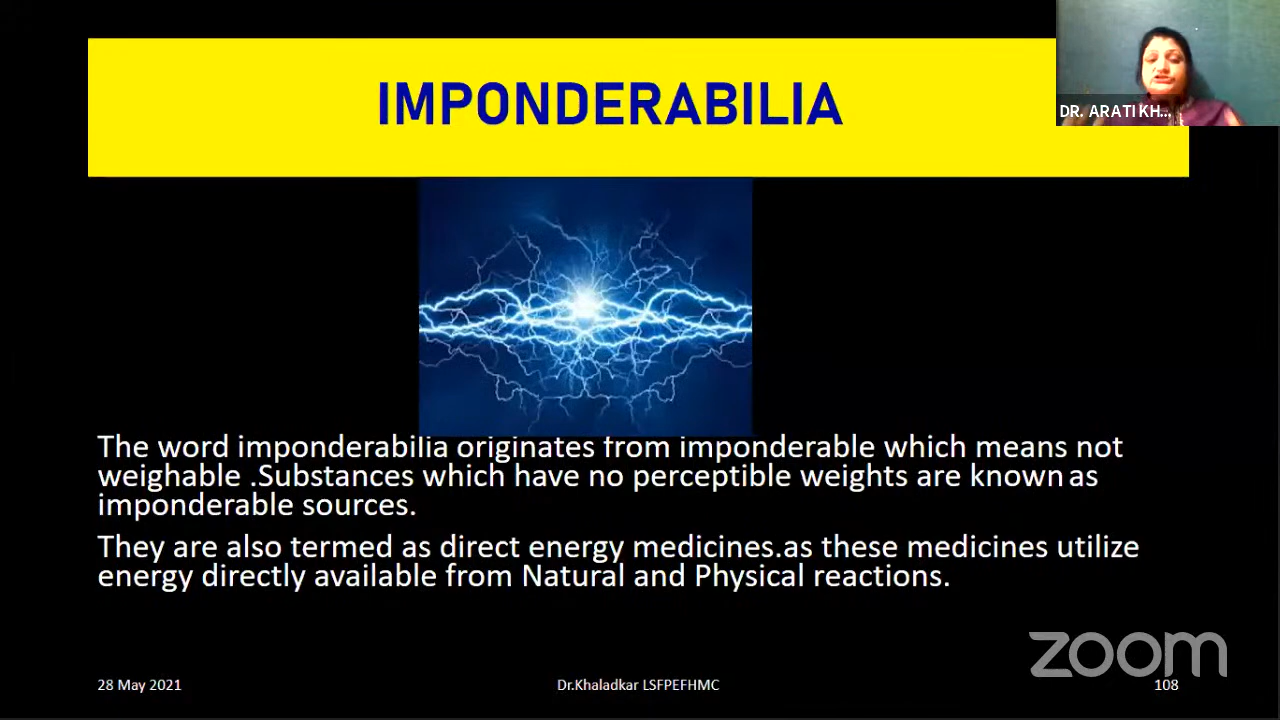 IMPONDERABILIA
DR. ARATI KH...
The word imponderabilia originates from imponderable which means not
weighable .Substances which have no perceptible weights are known as
imponderable sources.
They are also termed as direct energy medicines.as these medicines utilize
energy directly available from Natural and Physical reactions.
zoom
28 May 2021
Dr.Khaladkar LSFPEFHMC
108